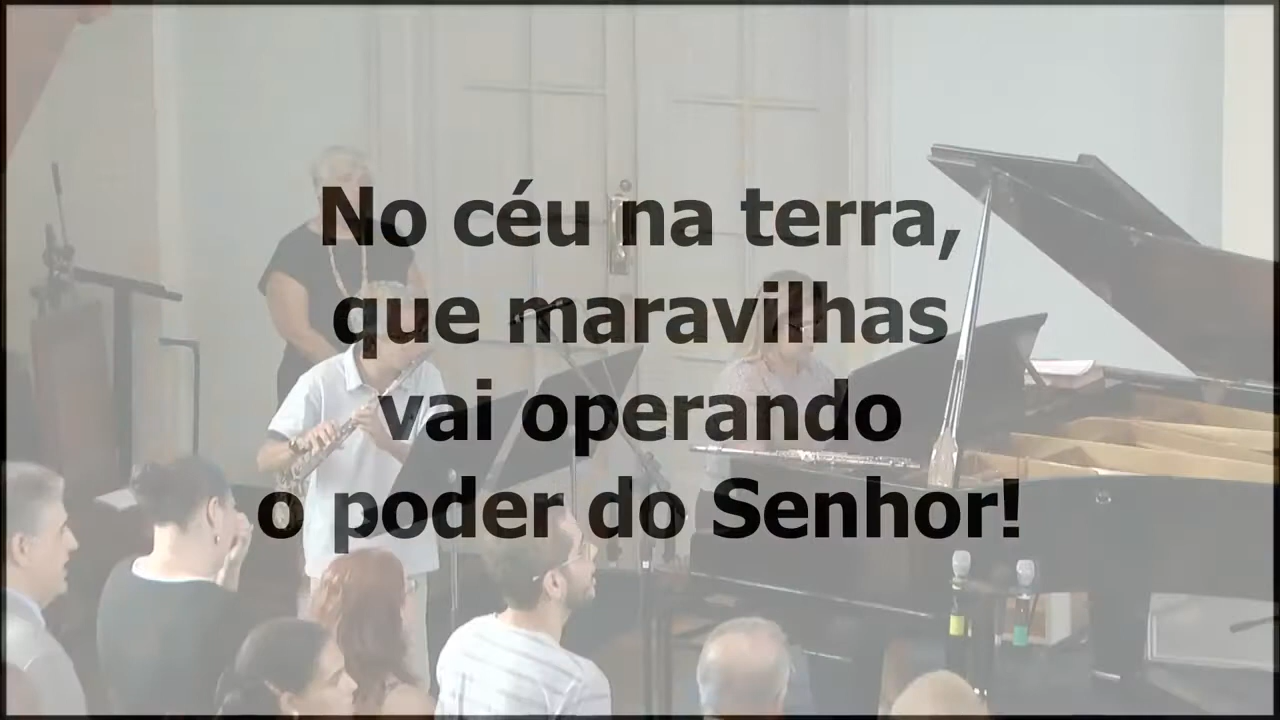 No céu na terra,
que maravilhas
vai operando
o poder do Senhor!